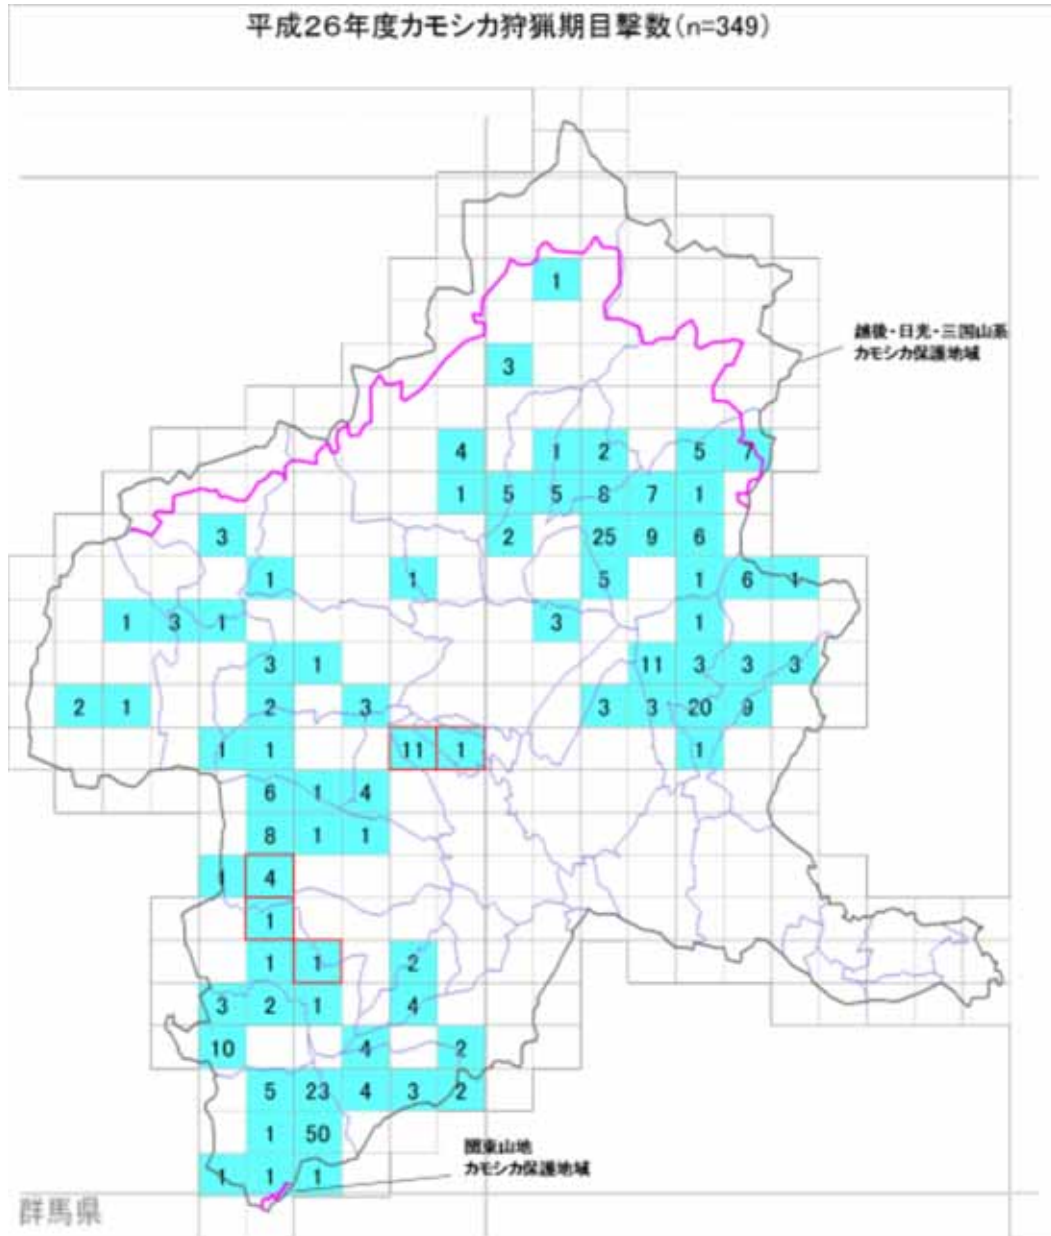 平成26年度カモシカ狩猟期目撃数(n=349)
1
越後・日光・三国山系
カモシカ保護地域
3
4 1 2 5 7
1 5 5 8 7 1
3 2 25 9 6
1 1 5 1 6 1
1 3 1 3 1
3 1 11 3 3 3
2 1 2 3 3 3 20 9
1 1 11 1 1
6 1 4
8 1 1
1 4
1
1 1 2
3 2 1 4
10 4 2
5 23 4 3 2
1 50
関東山地
カモシカ保護地域
1 1 1
群馬県